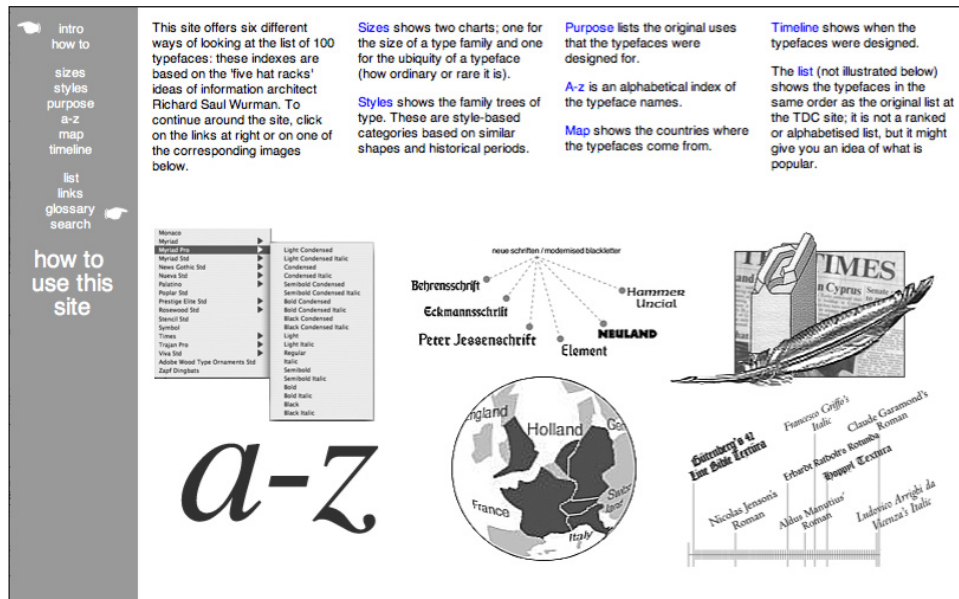 intro
how to
sizes
styles
purpose
a-z
map
timeline
list
links
glossary
search
how to
use this
site
This site offers six different
ways of looking at the list of 100
typefaces: these indexes are
based on the 'five hat racks'
ideas of information architect
Richard Saul Wurman. To
continue around the site, click
on the links at right or on one of
the corresponding images
below.
Sizes shows two charts; one for
the size of a type family and one
for the ubiquity of a typeface
(how ordinary or rare it is).
Styles shows the family trees of
type. These are style-based
categories based on similar
shapes and historical periods.
Purpose lists the original uses
that the typefaces were
designed for.
A-z is an alphabetical index of
the typeface names.
Map shows the countries where
the typefaces come from.
Timeline shows when the
typefaces were designed.
The list (not illustrated below)
shows the typefaces in the
same order as the original list at
the TDC site; it is not a ranked
or alphabetised list, but it might
give you an idea of what is
popular.
Monaco
Myriad
Myriad Pro
Myriad Std
News Gothic Std
Nueva Std
Palatino
Poplar Std
Prestige Elite Std
Rosewood Std
Stencil Std
Symbol
Times
Trajan Pro
Viva Std
Adobe Wood Type Ornaments Std
Zapf Dingbats
Light Condensed
Light Condensed Italic
Condensed
Condensed Italic
Semibold Condensed
Semibold Condensed Italic
Bold Condensed
Bold Condensed Italic
Black Condensed
Black Condensed Italic
Light
Light Italic
Regular
Italic
Semibold
Semibold Italic
Bold
Bold Italic
Black
Black Italic
neue schriften / modernised blackletter
Behrensschrift
Eckmannsschrift
Peter Jessenschrift
Element
NEULAND
Hammer
Uncial
TIMES
and
n Cyprus
Senate
a-z
England
Holland
Ger
France
Saxby
land
Italy
Gutenberg's 42
Line Bible Textura
Nicolas Jenson's
Roman
Francesco Griffo's
Italic
Erhardt Ratbolt's Rotunda
Aldus Manutius'
Roman
Hoppyl Textura
Claude Garamond's
Roman
Ludovico Arrighi da
Vicenza's Italic